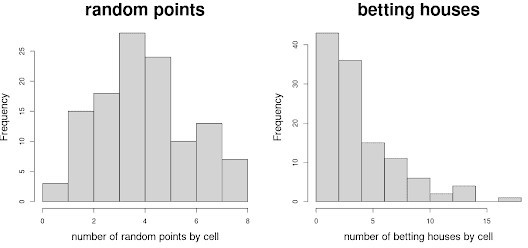 random points
Frequency
0
5
10
15
20
25
0 2 4 6 8
number of random points by cell
betting houses
Frequency
0
10
20
30
40
0 5 10 15
number of betting houses by cell